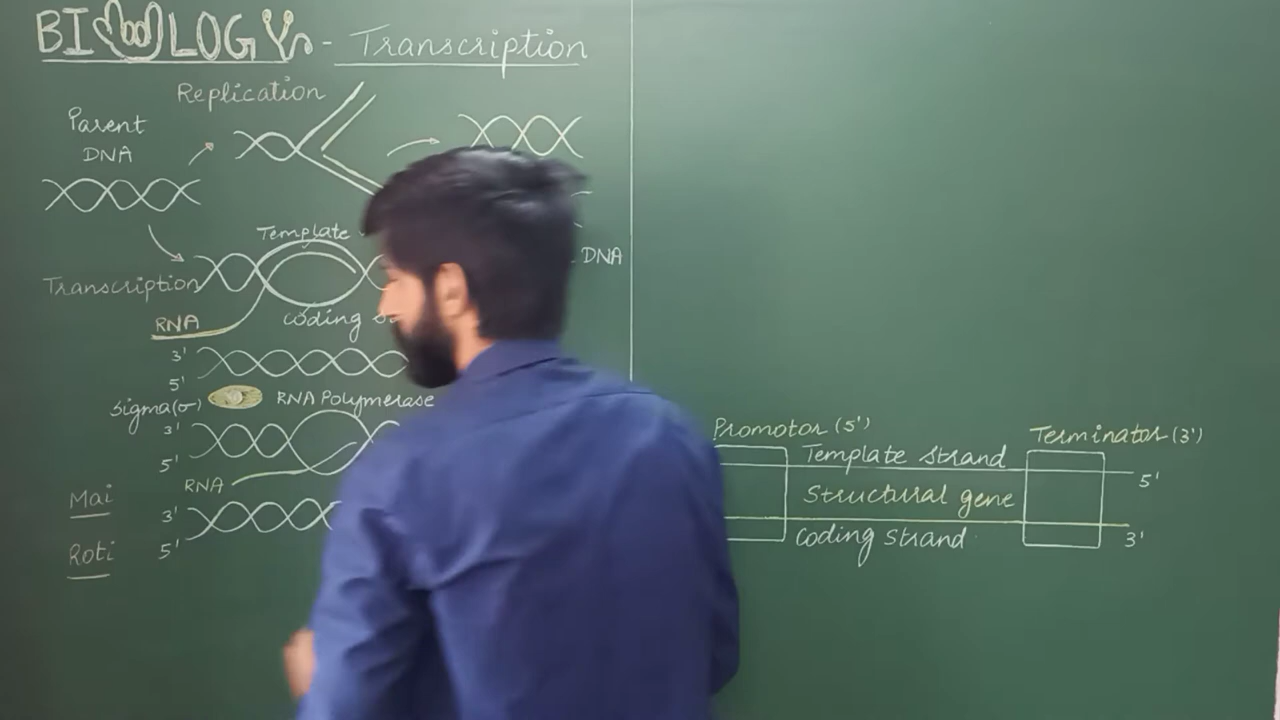 BIOLOGY - Transcription
Replication
Parent
DNA
Template
DNA
Transcription
RNA
Coding
3'
5'
Sigma(σ)
RNA Polymerase
3'
5'
RNA
Mai
3'
Roti
5'
Promotor (5')
Terminator (3')
Template strand
5'
Structural gene
Coding strand
3'